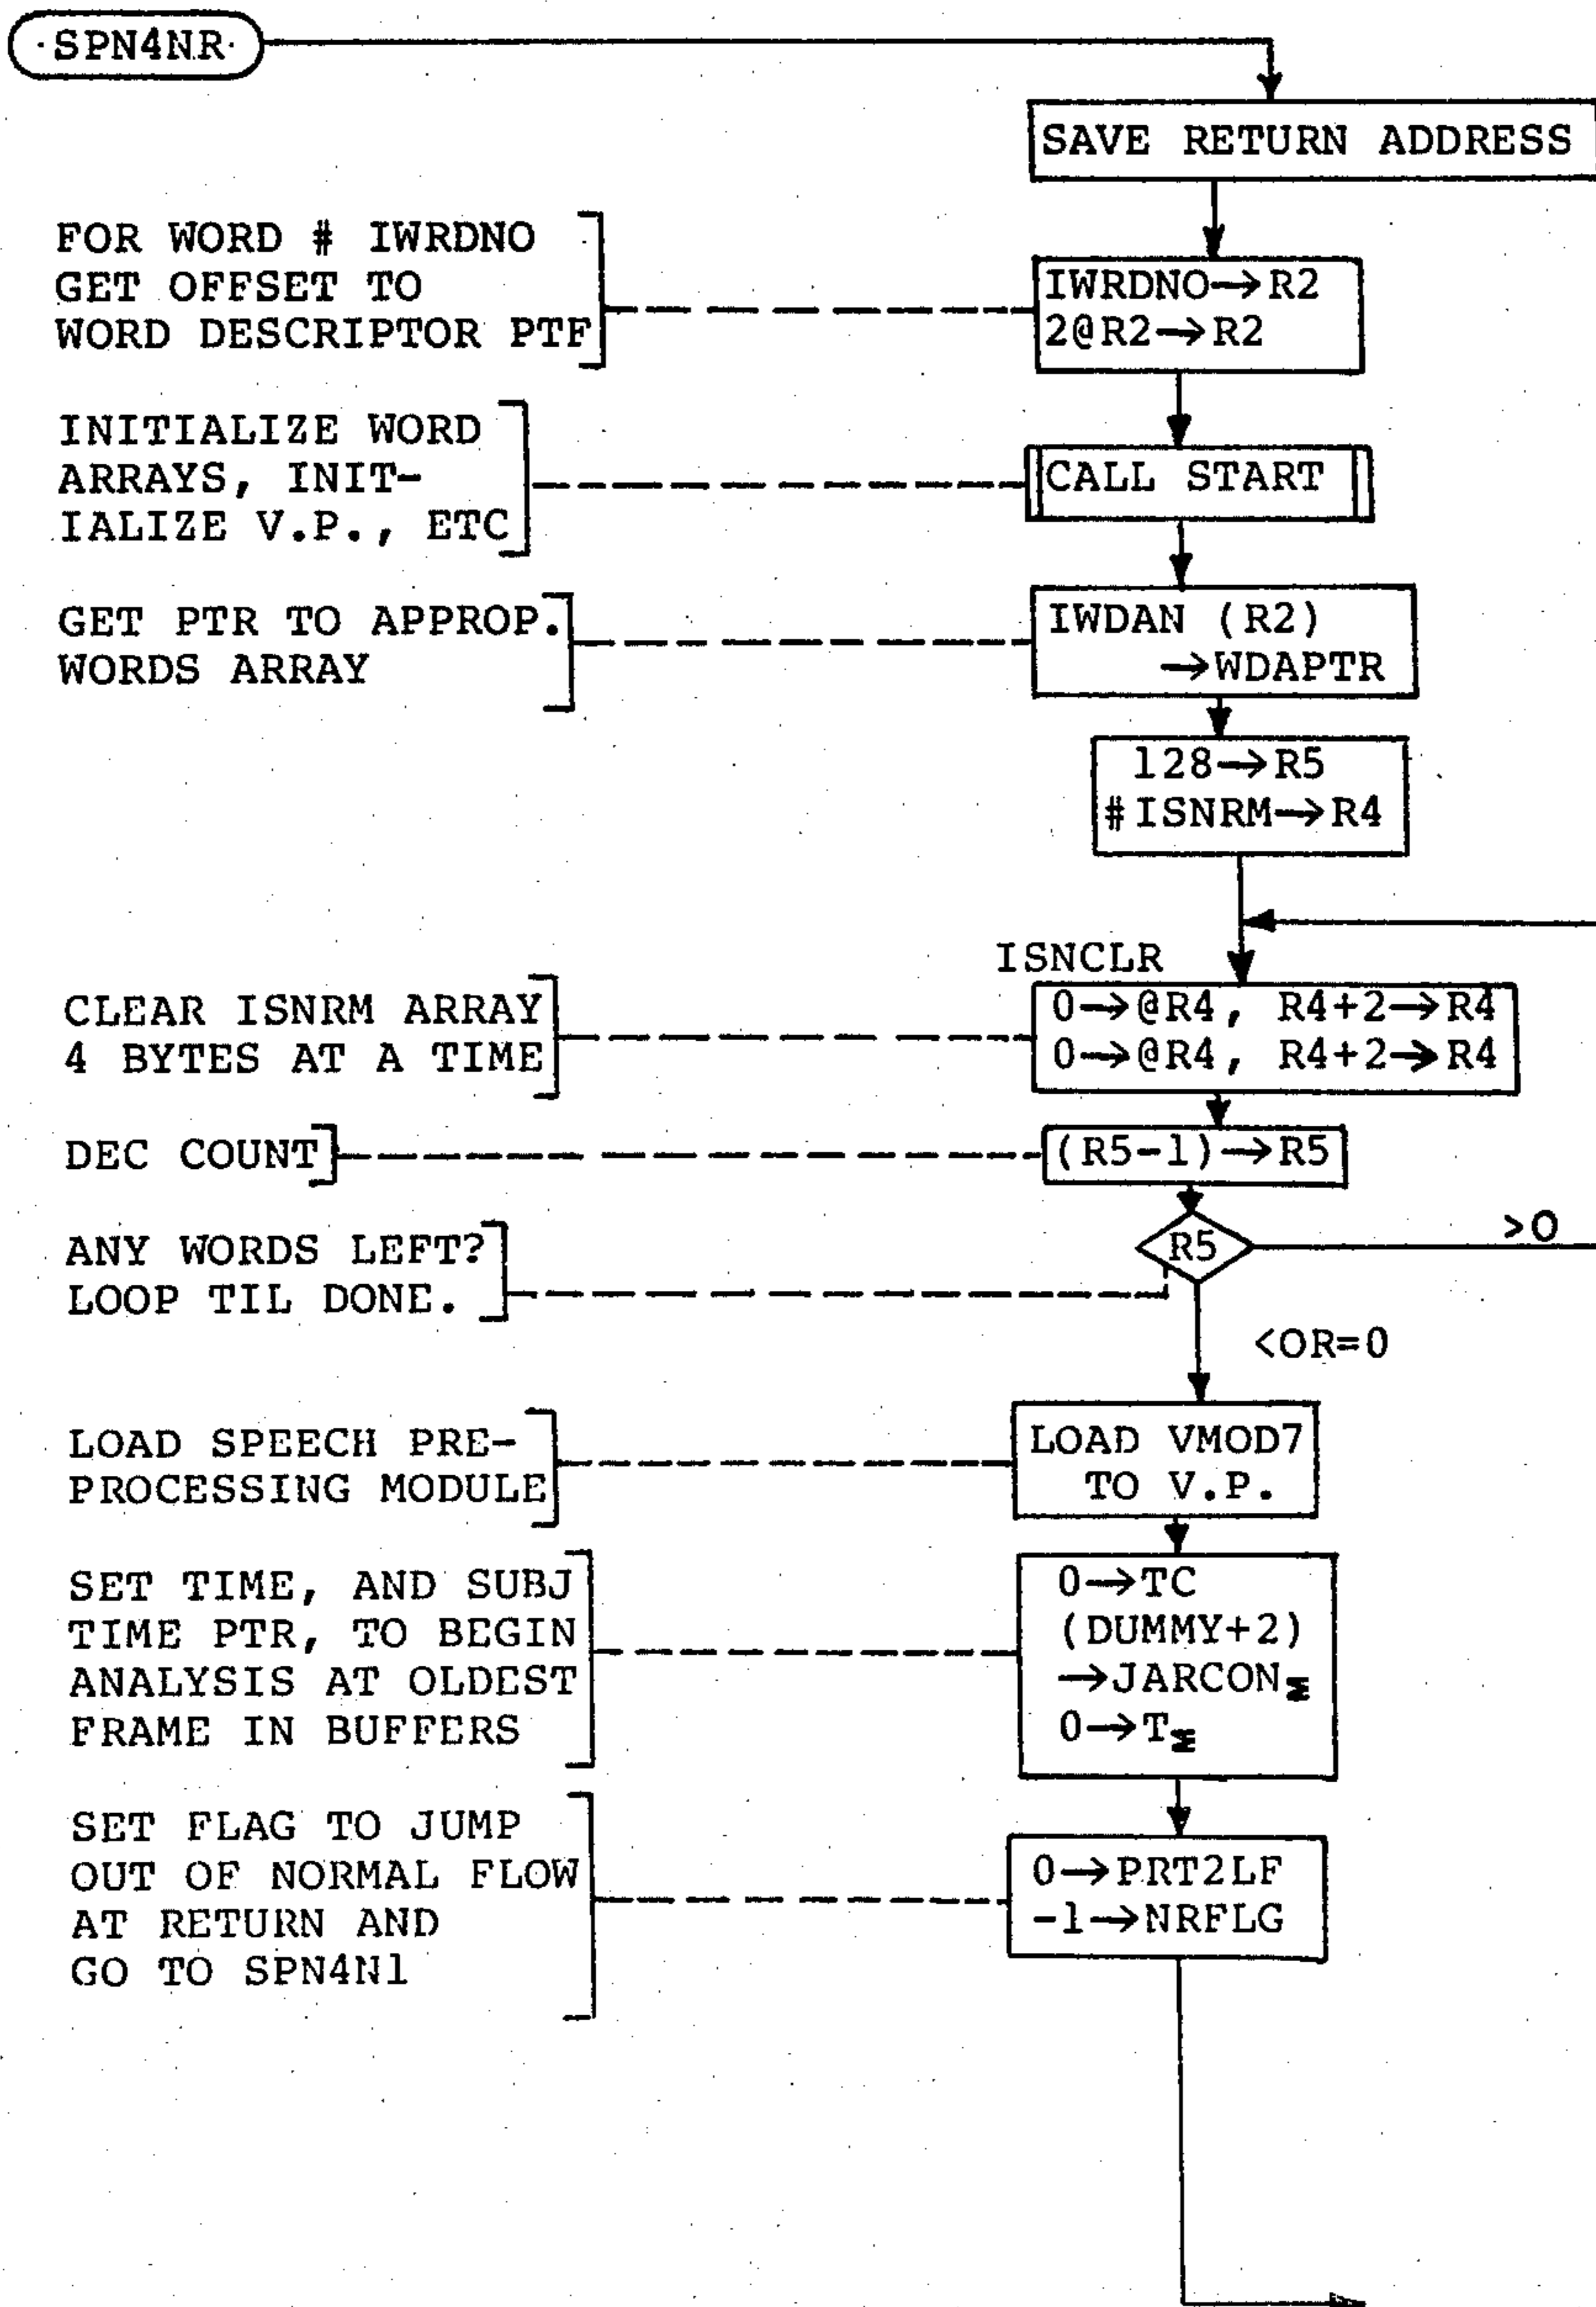 ·SPN4NR·
SAVE RETURN ADDRESS
FOR WORD # IWRDNO
GET OFFSET TO
WORD DESCRIPTOR PTF
IWRDNO→R2
2@R2→R2
INITIALIZE WORD
ARRAYS, INIT-
IALIZE V.P., ETC
CALL START
GET PTR TO APPROP.
WORDS ARRAY
IWDAN (R2)
→WDAPTR
128→R5
#ISNRM→R4
ISNCLR
CLEAR ISNRM ARRAY
4 BYTES AT A TIME
0→@R4, R4+2→R4
0→@R4, R4+2→R4
DEC COUNT
(R5-1)→R5
ANY WORDS LEFT?
LOOP TIL DONE.
R5
>0
<OR=0
LOAD SPEECH PRE-
PROCESSING MODULE
LOAD VMOD7
TO V.P.
SET TIME, AND SUBJ
TIME PTR, TO BEGIN
ANALYSIS AT OLDEST
FRAME IN BUFFERS
0→TC
(DUMMY+2)
→JARCONΣ
0→TΣ
SET FLAG TO JUMP
OUT OF NORMAL FLOW
AT RETURN AND
GO TO SPN4N1
0→PRT2LF
-1→NRFLG